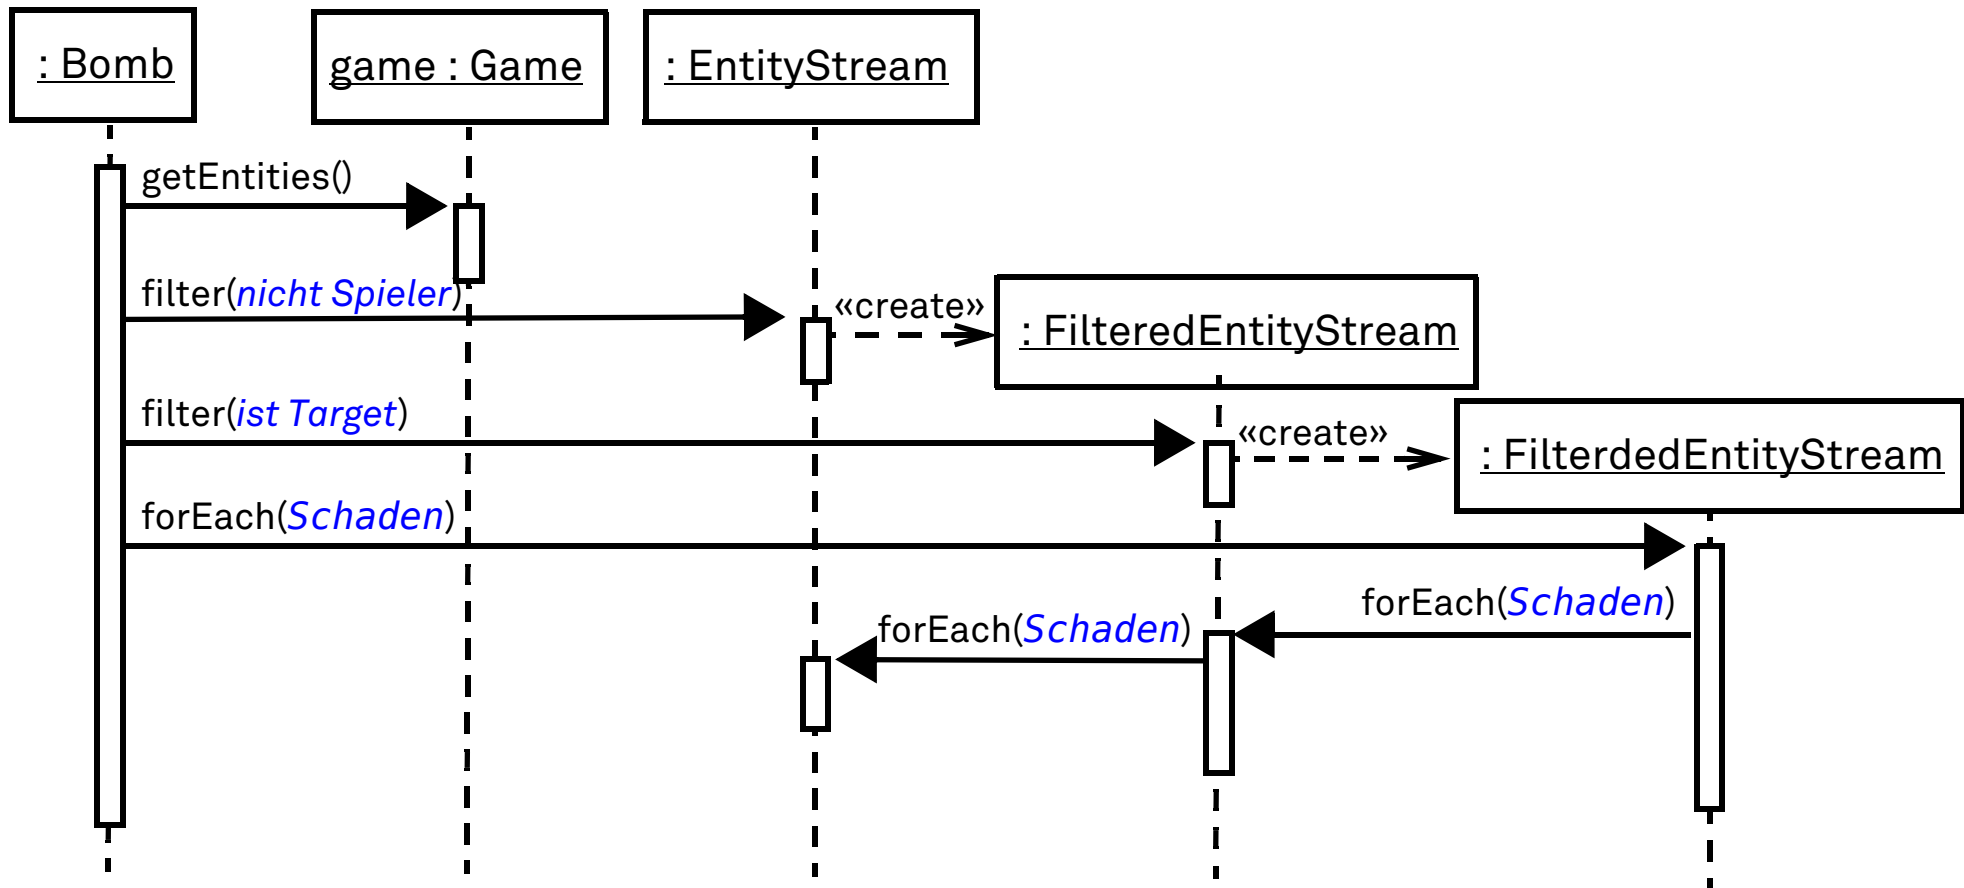 : Bomb
game : Game
: EntityStream
getEntities()
filter(nicht Spieler)
«create»
: FilteredEntityStream
filter(ist Target)
«create»
: FilterdedEntityStream
forEach(Schaden)
forEach(Schaden)
forEach(Schaden)